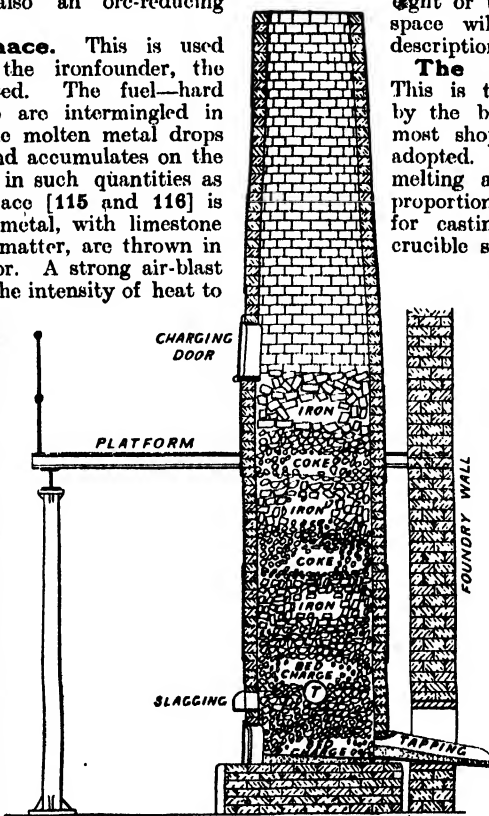 also an ore-reducing
nace. This is used
the ironfounder, the
ed. The fuel—hard
are intermingled in
molten metal drops
nd accumulates on the
in such quantities as
ace [115 and 116] is
metal, with limestone
matter, are thrown in
or. A strong air-blast
he intensity of heat to
space wil
description
The
This is t
by the b
most shop
adopted.
melting a
proportion
for castin
crucible s
CHARGING
DOOR
IRON
PLATFORM
COKE
IRON
COKE
IRON
FOUNDRY WALL
BED
CHARGE
T
SLAGGING
TAPPING